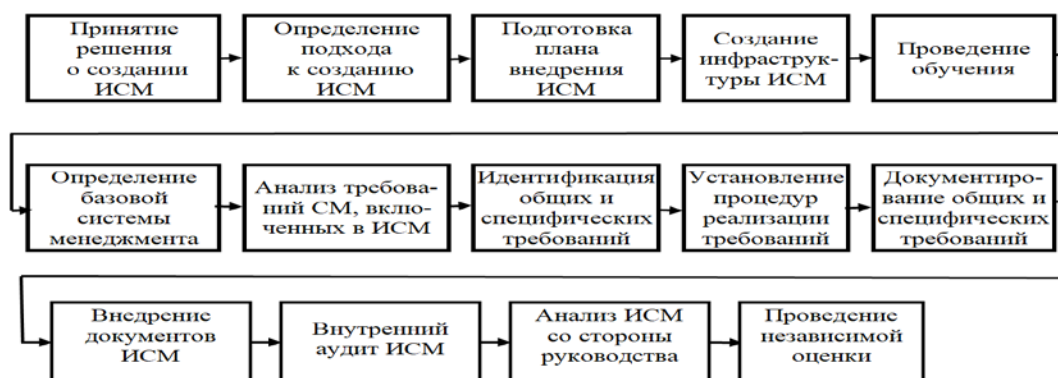 Принятие
решения
о создании
ИСМ
Определение
подхода
к созданию
ИСМ
Подготовка
плана
внедрения
ИСМ
Создание
инфраструк-
туры ИСМ
Проведение
обучения
Определение
базовой
системы
менеджмента
Анализ требова-
ний СМ, вклю-
ченных в ИСМ
Идентификация
общих и
специфических
требований
Установление
процедур
реализации
требований
Документиро-
вание общих и
специфических
требований
Внедрение
документов
ИСМ
Внутренний
аудит ИСМ
Анализ ИСМ
со стороны
руководства
Проведение
независимой
оценки